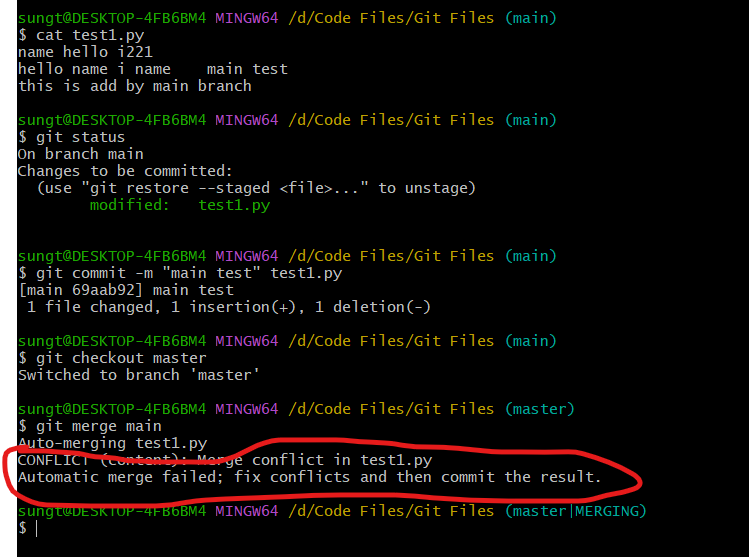 sungt@DESKTOP-4FB6BM4 MINGW64 /d/Code Files/Git Files (main)
$ cat test1.py
name hello i221
hello name i name    main test
this is add by main branch
sungt@DESKTOP-4FB6BM4 MINGW64 /d/Code Files/Git Files (main)
$ git status
On branch main
Changes to be committed:
  (use "git restore --staged <file>..." to unstage)
        modified:   test1.py
sungt@DESKTOP-4FB6BM4 MINGW64 /d/Code Files/Git Files (main)
$ git commit -m "main test" test1.py
[main 69aab92] main test
 1 file changed, 1 insertion(+), 1 deletion(-)
sungt@DESKTOP-4FB6BM4 MINGW64 /d/Code Files/Git Files (main)
$ git checkout master
Switched to branch 'master'
sungt@DESKTOP-4FB6BM4 MINGW64 /d/Code Files/Git Files (master)
$ git merge main
Auto-merging test1.py
CONFLICT (content): Merge conflict in test1.py
Automatic merge failed; fix conflicts and then commit the result.
sungt@DESKTOP-4FB6BM4 MINGW64 /d/Code Files/Git Files (master|MERGING)
$